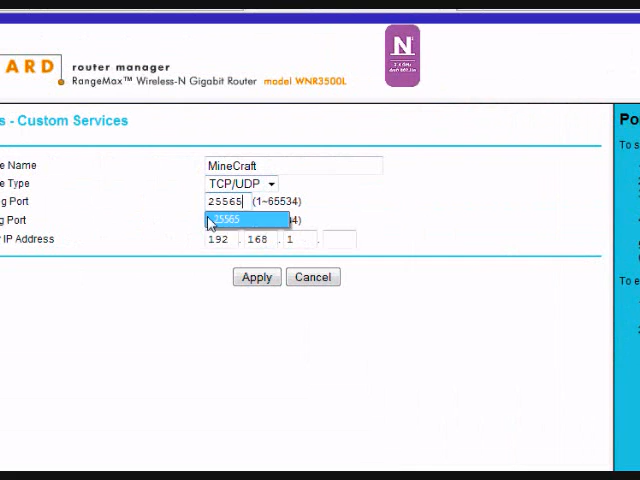 ARD router manager
N
RangeMax™ Wireless-N Gigabit Router model WNR3500L
s - Custom Services
Po
To s
e Name MineCraft
e Type TCP/UDP
g Port 25565 (1~65534)
g Port 25565 4)
IP Address 192 . 168 . 1 .
Apply Cancel
To e